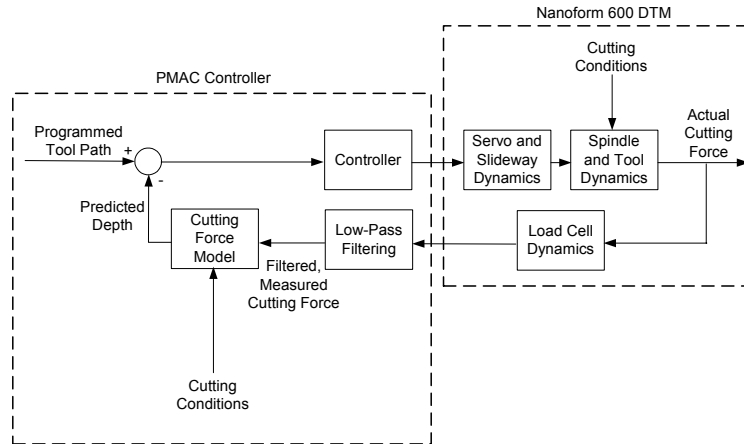 Nanoform 600 DTM
PMAC Controller
Cutting
Conditions
Programmed
Tool Path
+
-
Controller
Servo and
Slideway
Dynamics
Spindle
and Tool
Dynamics
Actual
Cutting
Force
Predicted
Depth
Cutting
Force
Model
Filtered,
Measured
Cutting Force
Low-Pass
Filtering
Load Cell
Dynamics
Cutting
Conditions